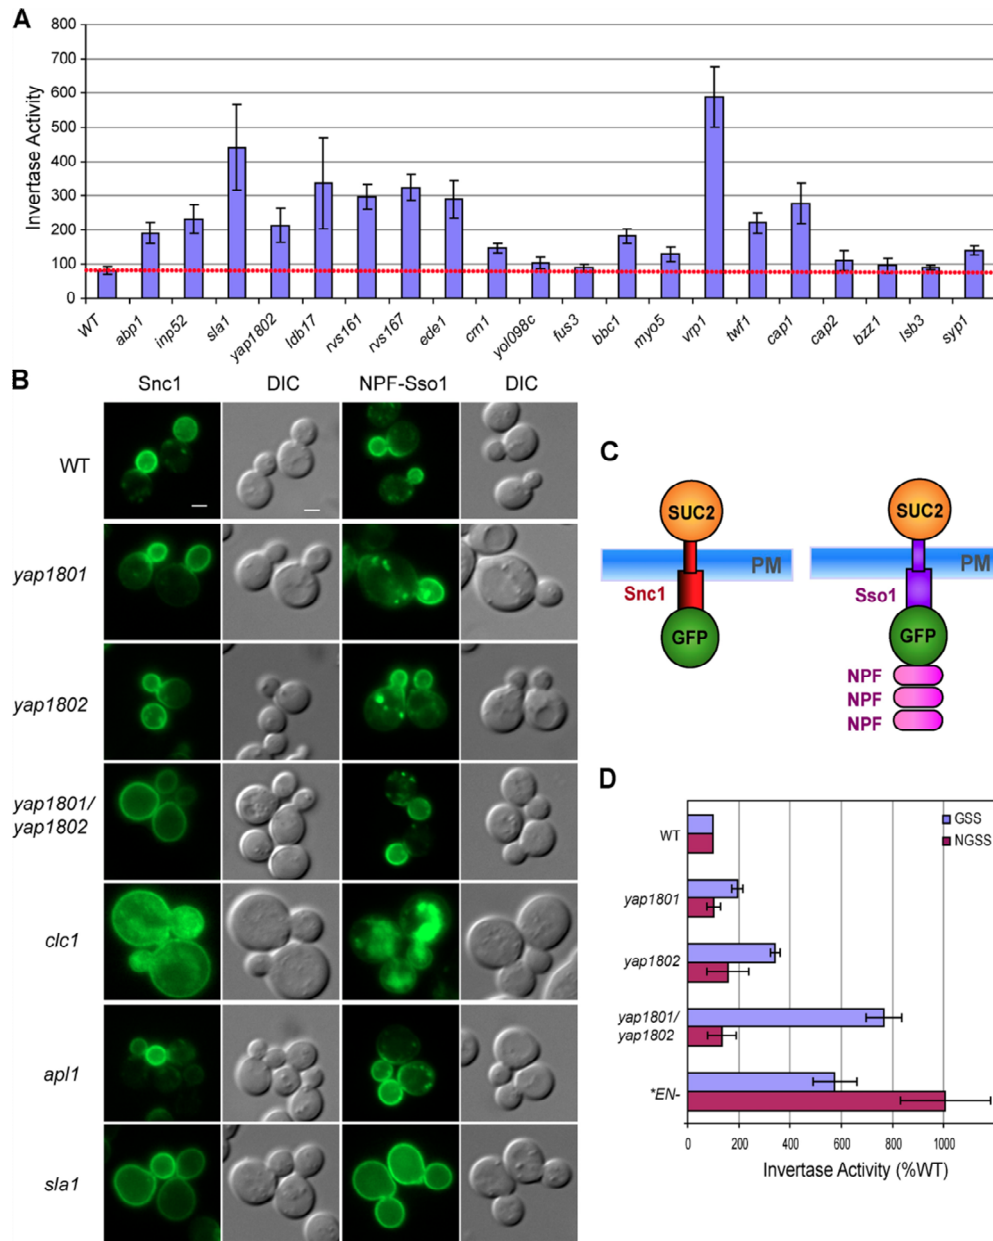 A
Invertase Activity
800
700
600
500
400
300
200
100
0
WT
abp1
inp52
sla1
yap1802
ldb17
rvs161
rvs167
ede1
crn1
yol098c
fus3
bbc1
myo5
vrp1
twf1
cap1
cap2
bzz1
lsb3
syp1
B
Snc1 DIC NPF-Sso1 DIC
WT
yap1801
yap1802
yap1801/
yap1802
clc1
apl1
sla1
C
SUC2
PM
Snc1
GFP
SUC2
PM
Sso1
GFP
NPF
NPF
NPF
D
GSS
NGSS
WT
yap1801
yap1802
yap1801/
yap1802
*EN-
0 200 400 600 800 1000
Invertase Activity (%WT)